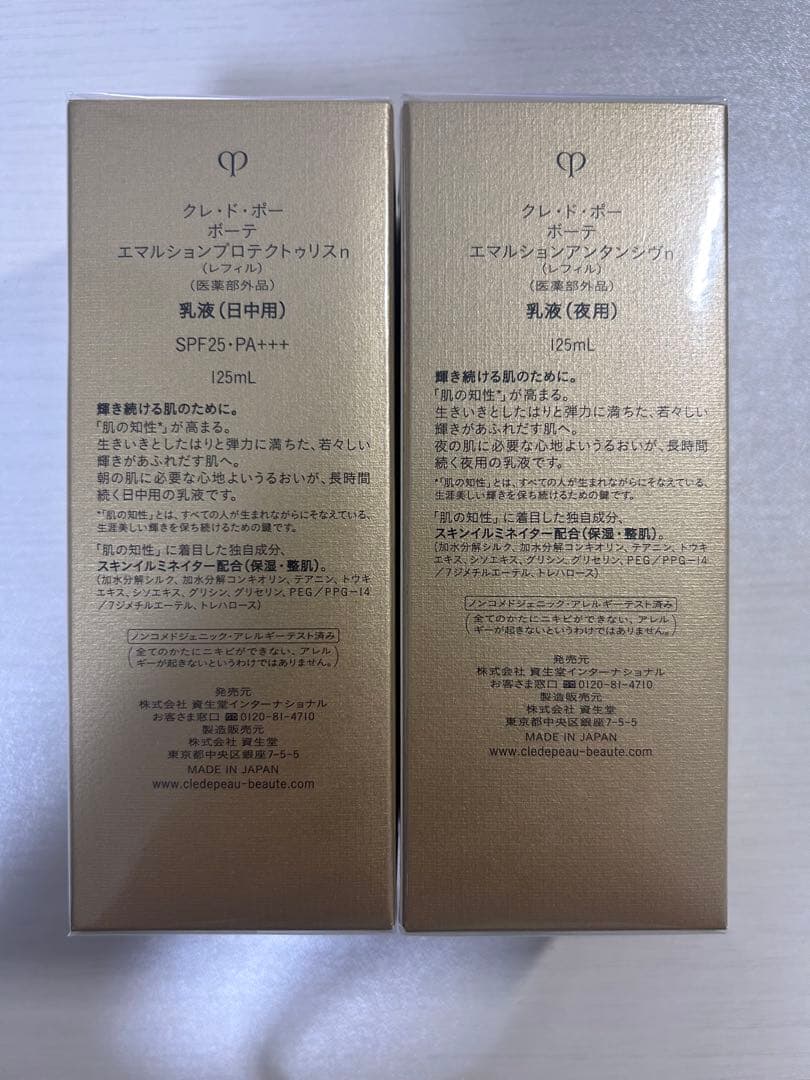 クレ・ド・ポー
ボーテ
エマルションプロテクトゥリスn
(レフィル)
(医薬部外品)
乳液(日中用)
SPF25・PA+++
125mL
輝き続ける肌のために。
「肌の知性*」が高まる。
生きいきとしたはりと弾力に満ちた、若々しい
輝きがあふれだす肌へ。
朝の肌に必要な心地よいうるおいが、長時間
続く日中用の乳液です。
*「肌の知性」とは、すべての人が生まれながらにそなえている、
生涯美しい輝きを保ち続けるための鍵です。
「肌の知性」に着目した独自成分、
スキンイルミネイター配合(保湿・整肌)。
(加水分解シルク、加水分解コンキオリン、テアニン、トウキ
エキス、シソエキス、グリシン、グリセリン、PEG/PPG-14
/7ジメチルエーテル、トレハロース)
ノンコメドジェニック・アレルギーテスト済み
(全てのかたにニキビができない、アレル
ギーが起きないというわけではありません。)
発売元
株式会社 資生堂インターナショナル
お客さま窓口 0120-81-4710
製造販売元
株式会社 資生堂
東京都中央区銀座7-5-5
MADE IN JAPAN
www.cledepeau-beaute.com
クレ・ド・ポー
ボーテ
エマルションアンタンシヴn
(レフィル)
(医薬部外品)
乳液(夜用)
125mL
輝き続ける肌のために。
「肌の知性*」が高まる。
生きいきとしたはりと弾力に満ちた、若々しい
輝きがあふれだす肌へ。
夜の肌に必要な心地よいうるおいが、長時間
続く夜用の乳液です。
*「肌の知性」とは、すべての人が生まれながらにそなえている、
生涯美しい輝きを保ち続けるための鍵です。
「肌の知性」に着目した独自成分、
スキンイルミネイター配合(保湿・整肌)。
(加水分解シルク、加水分解コンキオリン、テアニン、トウキ
エキス、シソエキス、グリシン、グリセリン、PEG/PPG-14
/7ジメチルエーテル、トレハロース)
ノンコメドジェニック・アレルギーテスト済み
(全てのかたにニキビができない、アレル
ギーが起きないというわけではありません。)
発売元
株式会社 資生堂インターナショナル
お客さま窓口 0120-81-4710
製造販売元
株式会社 資生堂
東京都中央区銀座7-5-5
MADE IN JAPAN
www.cledepeau-beaute.com